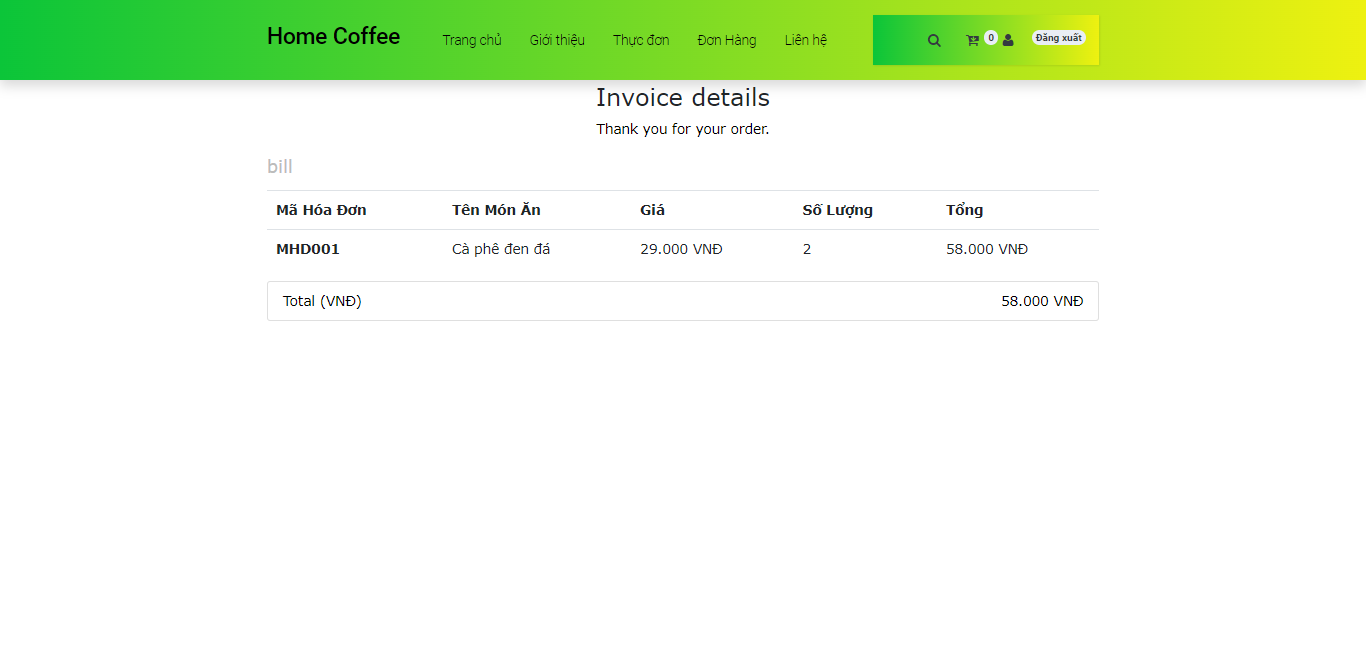 Home Coffee Trang chủ Giới thiệu Thực đơn Đơn Hàng Liên hệ 0 Đăng xuất
Invoice details
Thank you for your order.
bill
Mã Hóa Đơn Tên Món Ăn Giá Số Lượng Tổng
MHD001 Cà phê đen đá 29.000 VNĐ 2 58.000 VNĐ
Total (VNĐ) 58.000 VNĐ